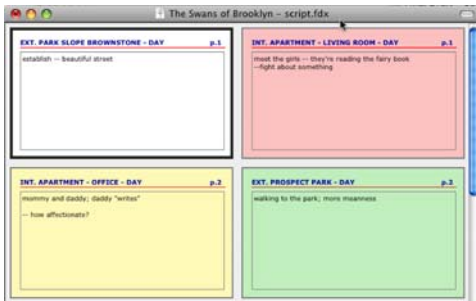 The Swans of Brooklyn - script.fdx
EXT. PARK SLOPE BROWNSTONE - DAY p.1
establish -- beautiful street
INT. APARTMENT - LIVING ROOM - DAY p.1
meet the girls -- they're reading the fairy book
--fight about something
INT. APARTMENT - OFFICE - DAY p.2
mommy and daddy; daddy "writes"
-- how affectionate?
EXT. PROSPECT PARK - DAY p.2
walking to the park; more meanness